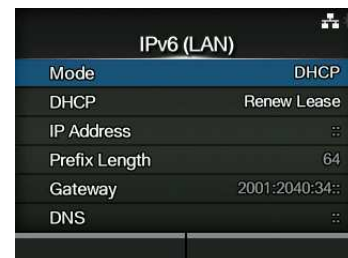 IPv6 (LAN)
Mode DHCP
DHCP Renew Lease
IP Address ::
Prefix Length 64
Gateway 2001:2040:34::
DNS ::